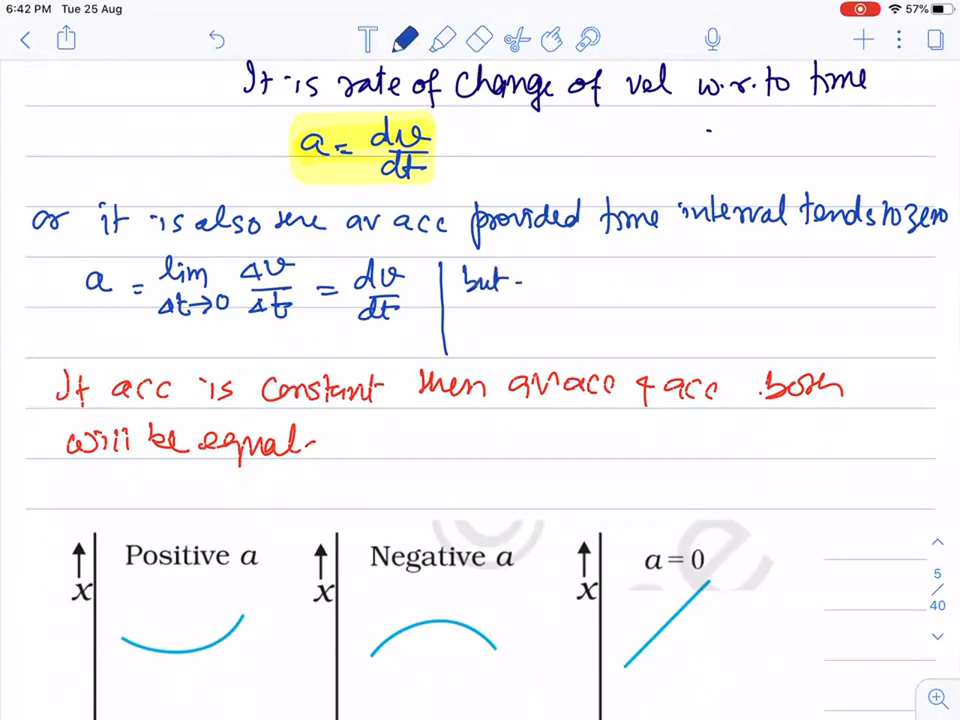 6:42 PM Tue 25 Aug 57%
T
It is rate of change of vel w.r.to time
a = dv/dt
or it is also the av acc provided time interval tends to zero
a = lim Δt→0 Δv/Δt = dv/dt | but -
If acc is constant then av acc & acc both
will be equal-
Positive a Negative a a = 0
x x x
5
/
40